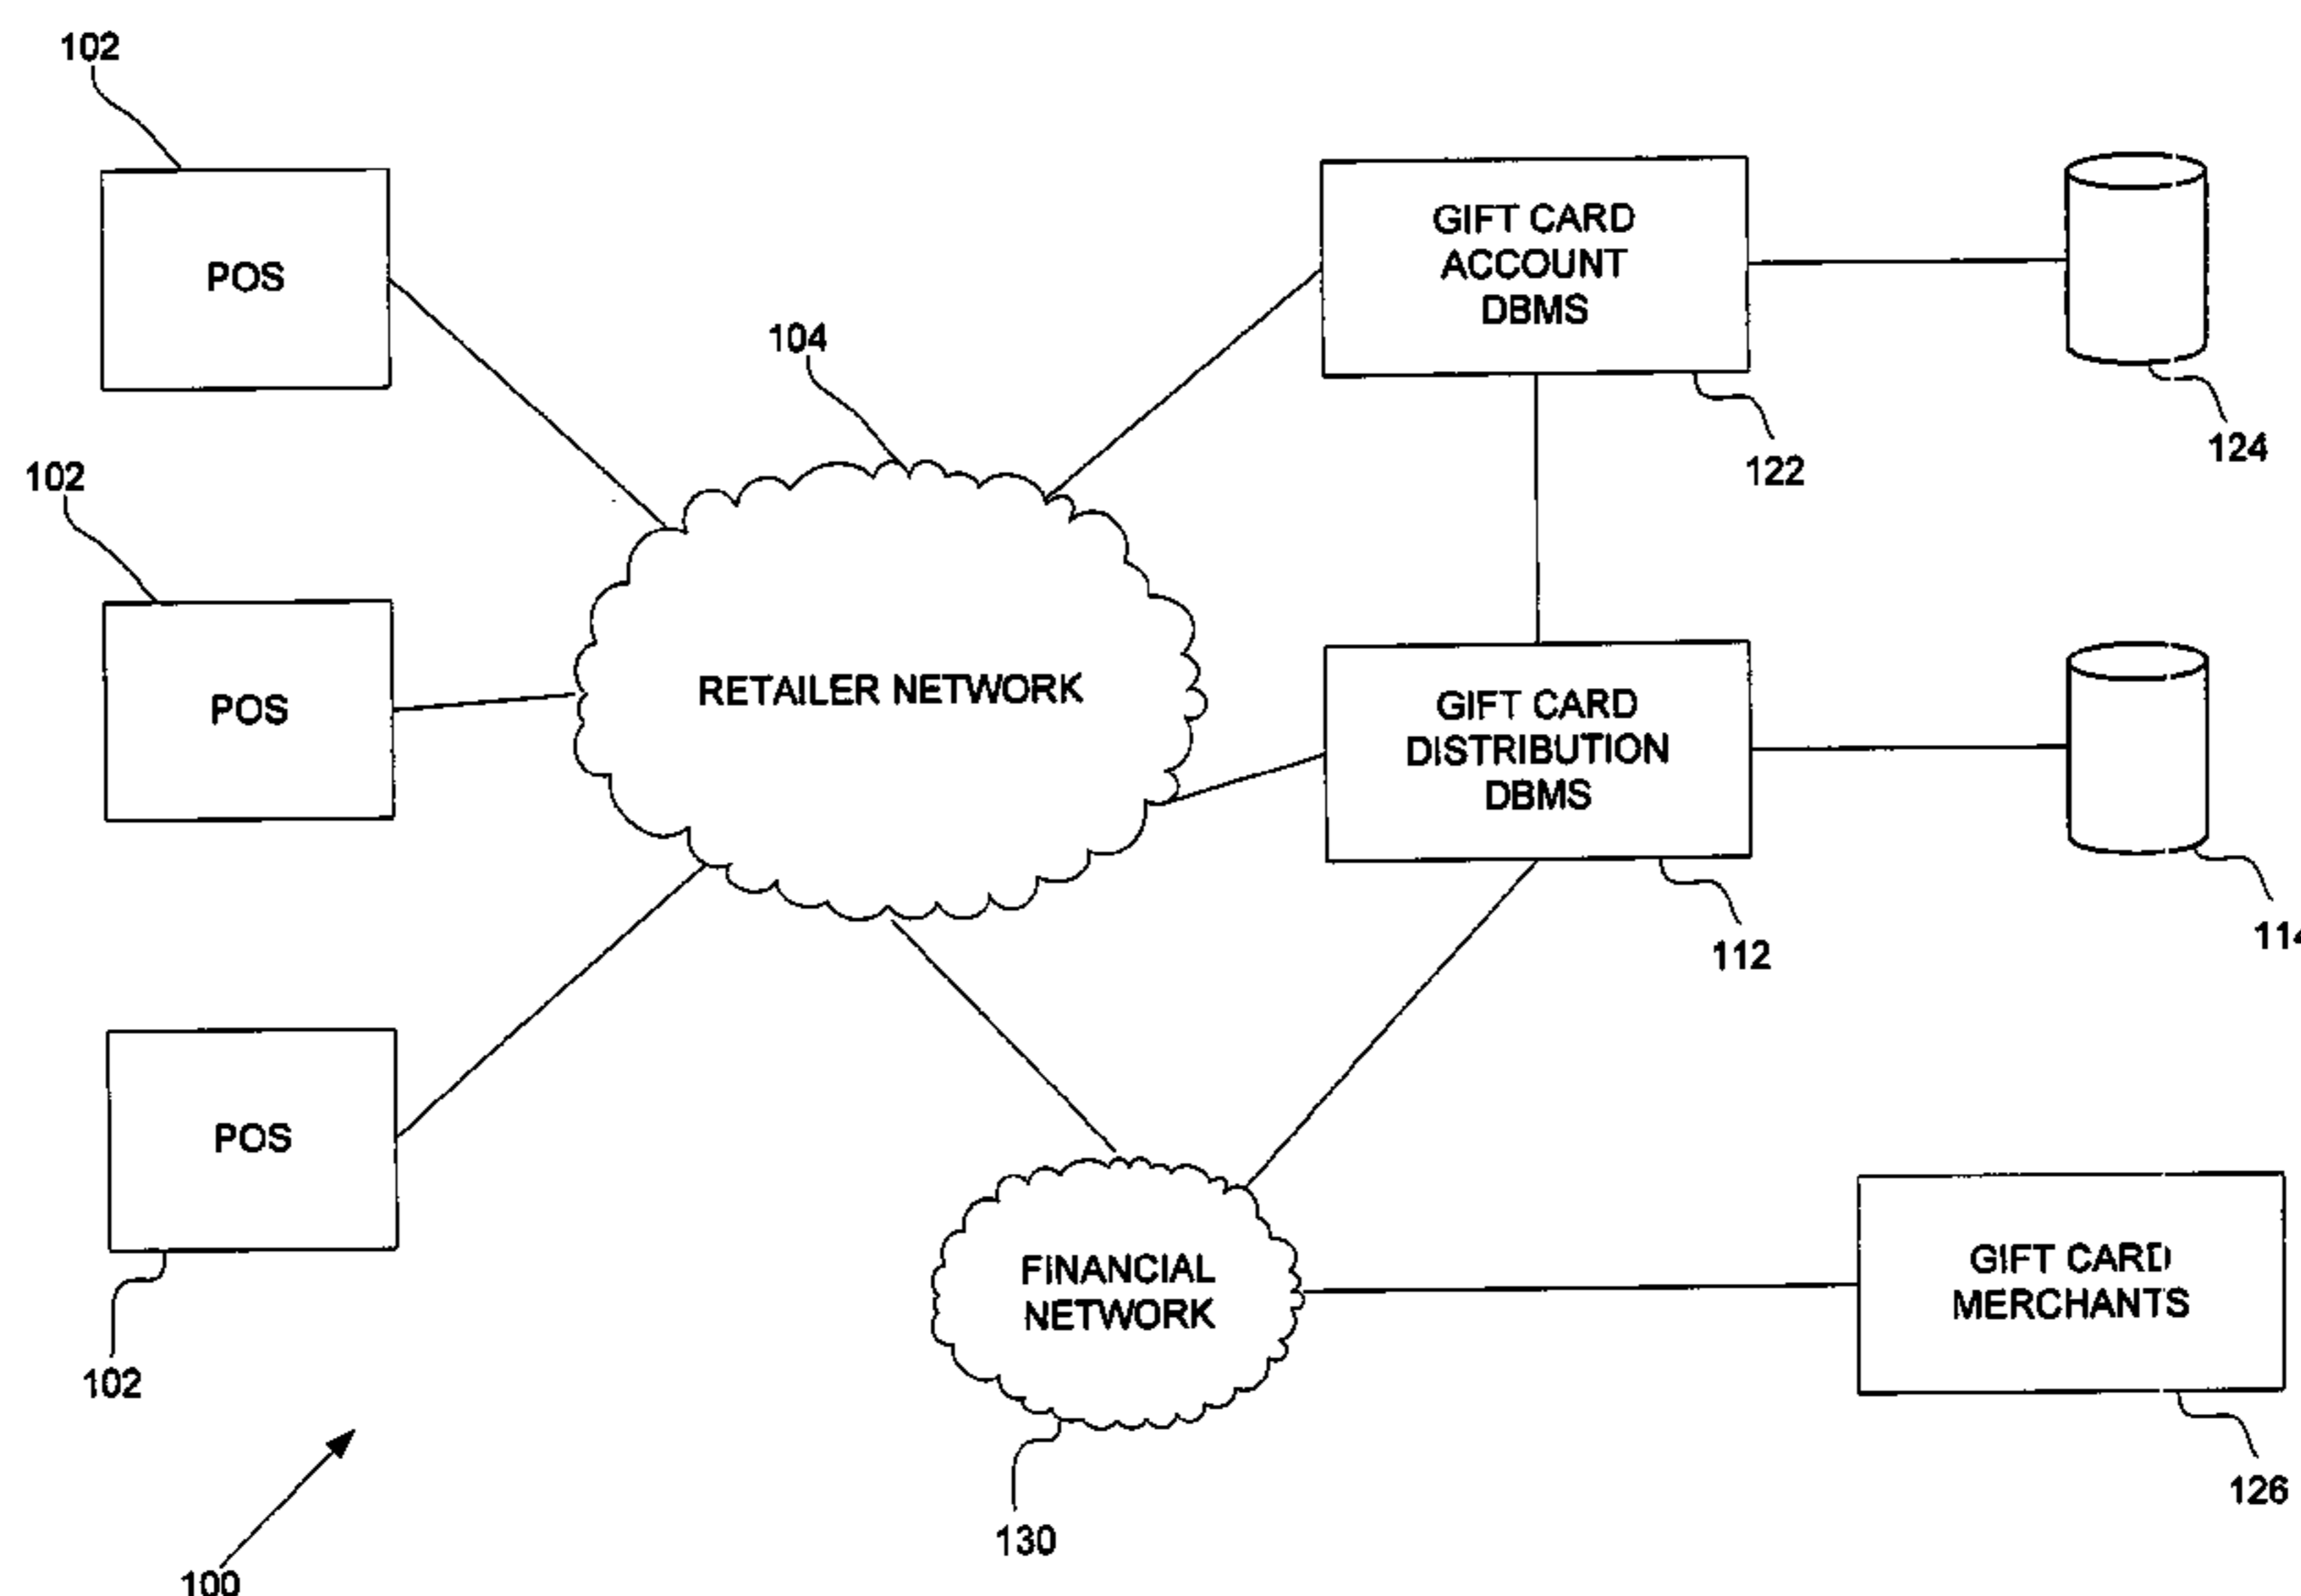 102
POS
GIFT CARD
ACCOUNT
DBMS
124
122
104
102
POS
RETAILER NETWORK
GIFT CARD
DISTRIBUTION
DBMS
114
112
POS
102
FINANCIAL
NETWORK
GIFT CARD
MERCHANTS
126
130
100